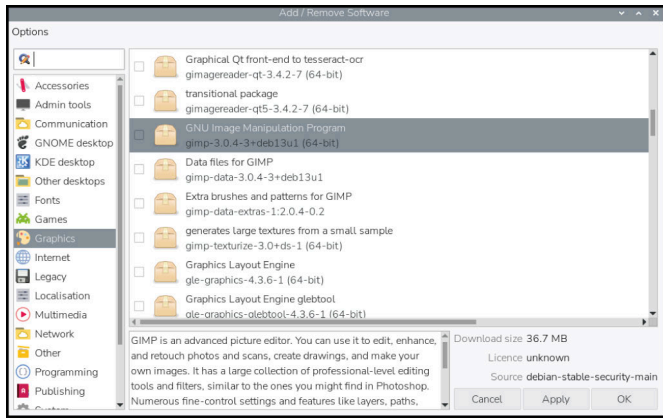 Add / Remove Software
Options
Accessories
Admin tools
Communication
GNOME desktop
KDE desktop
Other desktops
Fonts
Games
Graphics
Internet
Legacy
Localisation
Multimedia
Network
Other
Programming
Publishing
System
Graphical Qt front-end to tesseract-ocr
gimagereader-qt-3.4.2-7 (64-bit)
transitional package
gimagereader-qt5-3.4.2-7 (64-bit)
GNU Image Manipulation Program
gimp-3.0.4-3+deb13u1 (64-bit)
Data files for GIMP
gimp-data-3.0.4-3+deb13u1
Extra brushes and patterns for GIMP
gimp-data-extras-1:2.0.4-0.2
generates large textures from a small sample
gimp-texturize-3.0+ds-1 (64-bit)
Graphics Layout Engine
gle-graphics-4.3.6-1 (64-bit)
Graphics Layout Engine glebtool
gle-graphics-glebtool-4.3.6-1 (64-bit)
GIMP is an advanced picture editor. You can use it to edit, enhance,
and retouch photos and scans, create drawings, and make your
own images. It has a large collection of professional-level editing
tools and filters, similar to the ones you might find in Photoshop.
Numerous fine-control settings and features like layers, paths,
Download size 36.7 MB
Licence unknown
Source debian-stable-security-main
Cancel
Apply
OK